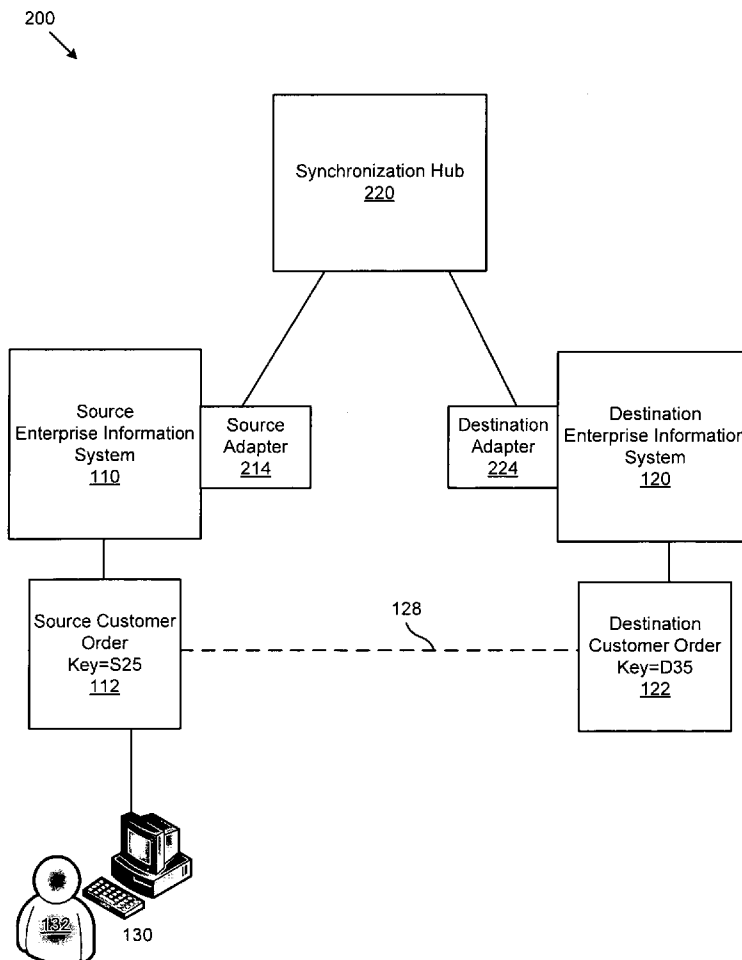 200
Synchronization Hub
220
Source
Enterprise Information
System
110
Source
Adapter
214
Destination
Adapter
224
Destination
Enterprise Information
System
120
Source Customer
Order
Key=S25
112
128
Destination
Customer Order
Key=D35
122
132
130